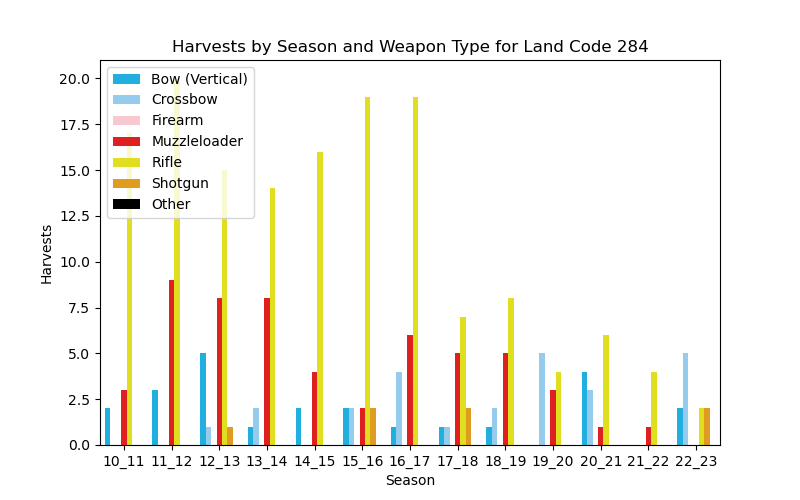 Harvests by Season and Weapon Type for Land Code 284
20.0
17.5
15.0
12.5
10.0
7.5
5.0
2.5
0.0
Harvests
Bow (Vertical)
Crossbow
Firearm
Muzzleloader
Rifle
Shotgun
Other
10_11 11_12 12_13 13_14 14_15 15_16 16_17 17_18 18_19 19_20 20_21 21_22 22_23
Season